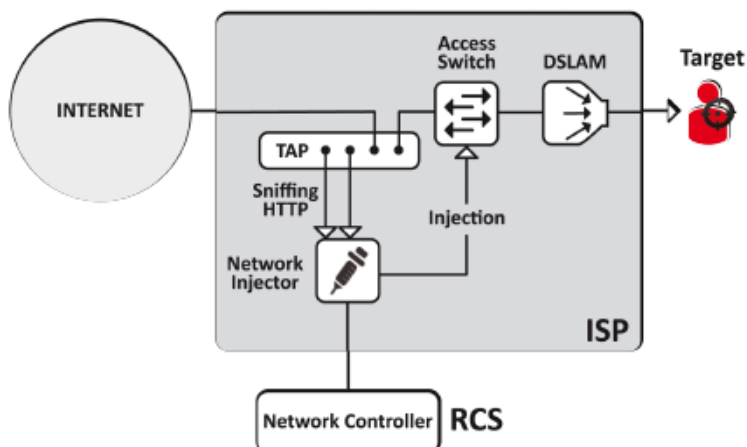 INTERNET
Access
Switch
DSLAM
Target
TAP
Sniffing
HTTP
Injection
Network
Injector
ISP
Network Controller
RCS